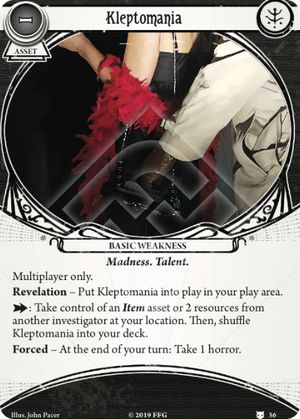 Kleptomania
ASSET
BASIC WEAKNESS
Madness. Talent.
Multiplayer only.
Revelation – Put Kleptomania into play in your play area.
: Take control of an Item asset or 2 resources from
another investigator at your location. Then, shuffle
Kleptomania into your deck.
Forced – At the end of your turn: Take 1 horror.
Illus. John Pacer
© 2019 FFG
36